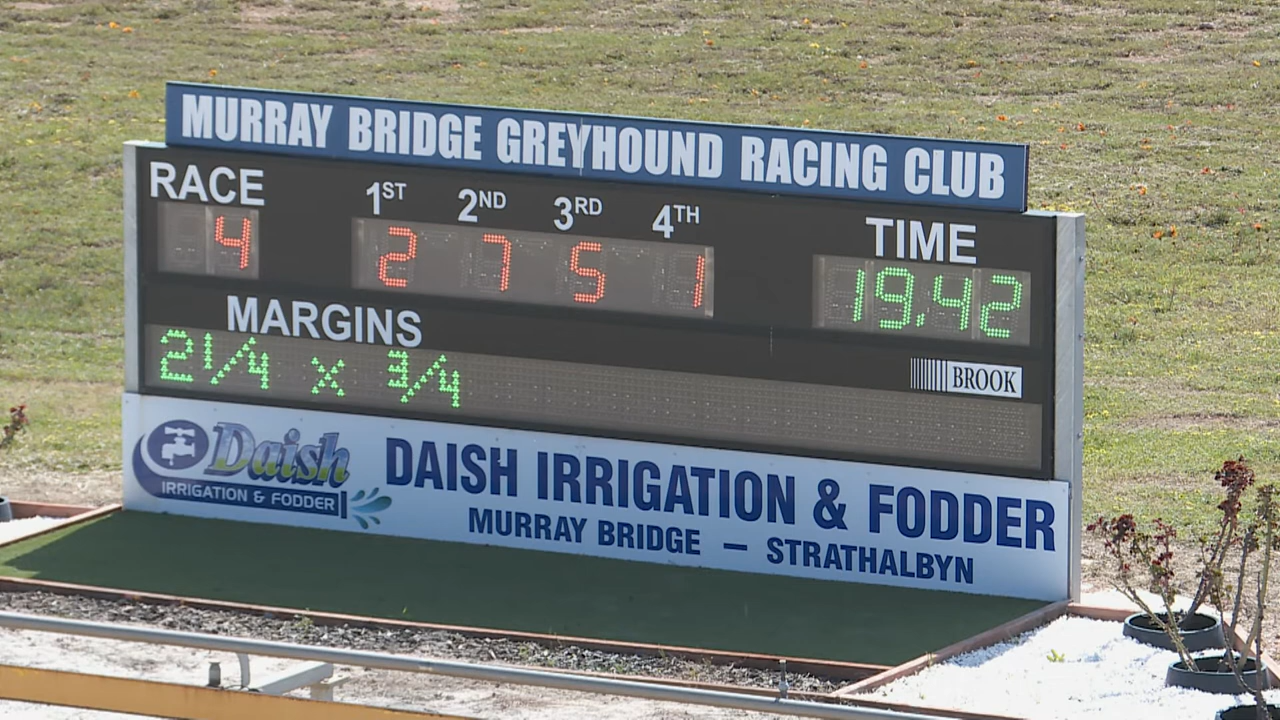 MURRAY BRIDGE GREYHOUND RACING CLUB
RACE 1ST 2ND 3RD 4TH TIME
4 2 7 5 1 19.42
MARGINS
2 1/4 x 3/4
BROOK
Daish
IRRIGATION & FODDER
DAISH IRRIGATION & FODDER
MURRAY BRIDGE – STRATHALBYN